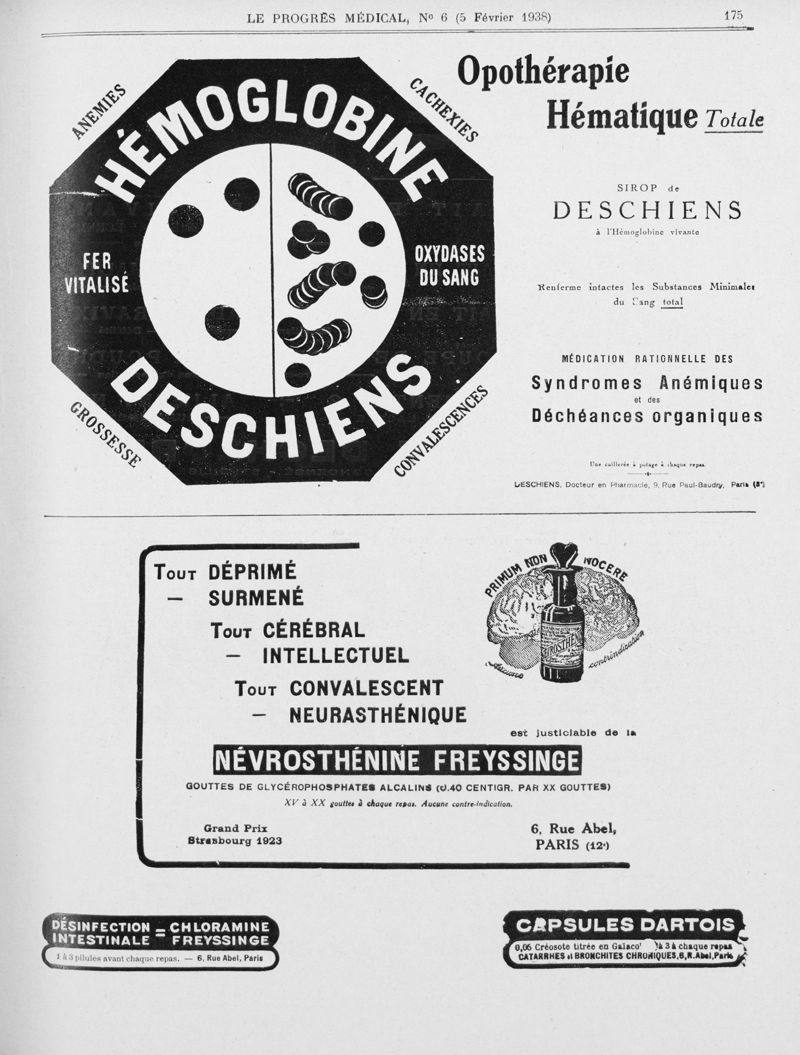 LE PROGRÈS MÉDICAL, No 6 (5 Février 1938)
175
ANEMIES
CACHEXIES
HÉMOGLOBINE
FER
VITALISÉ
OXYDASES
DU SANG
DESCHIENS
GROSSESSE
CONVALESCENCES
Opothérapie
Hématique Totale
SIROP de
DESCHIENS
à l'Hémoglobine vivante
Renferme intactes les Substances Minimales
du Sang total
MÉDICATION RATIONNELLE DES
Syndromes Anémiques
et des
Déchéances organiques
Une cuillerée à potage à chaque repas.
DESCHIENS, Docteur en Pharmacie, 9, Rue Paul-Baudry, Paris (8e)
TOUT DÉPRIMÉ
— SURMENÉ
TOUT CÉRÉBRAL
— INTELLECTUEL
TOUT CONVALESCENT
— NEURASTHÉNIQUE
PRIMUM NON NOCERE
Aucune contrindication
est justiciable de la
NÉVROSTHÉNINE FREYSSINGE
GOUTTES DE GLYCÉROPHOSPHATES ALCALINS (0.40 CENTIGR. PAR XX GOUTTES)
XV à XX gouttes à chaque repas. Aucune contre-indication.
Grand Prix
Strasbourg 1923
6, Rue Abel,
PARIS (12e)
DÉSINFECTION = CHLORAMINE
INTESTINALE = FREYSSINGE
1 à 3 pilules avant chaque repas. — 6, Rue Abel, Paris
CAPSULES DARTOIS
0,05 Créosote titrée en Gaïacol à 3 à chaque repas
CATARRHES et BRONCHITES CHRONIQUES, 6, R. Abel, Paris